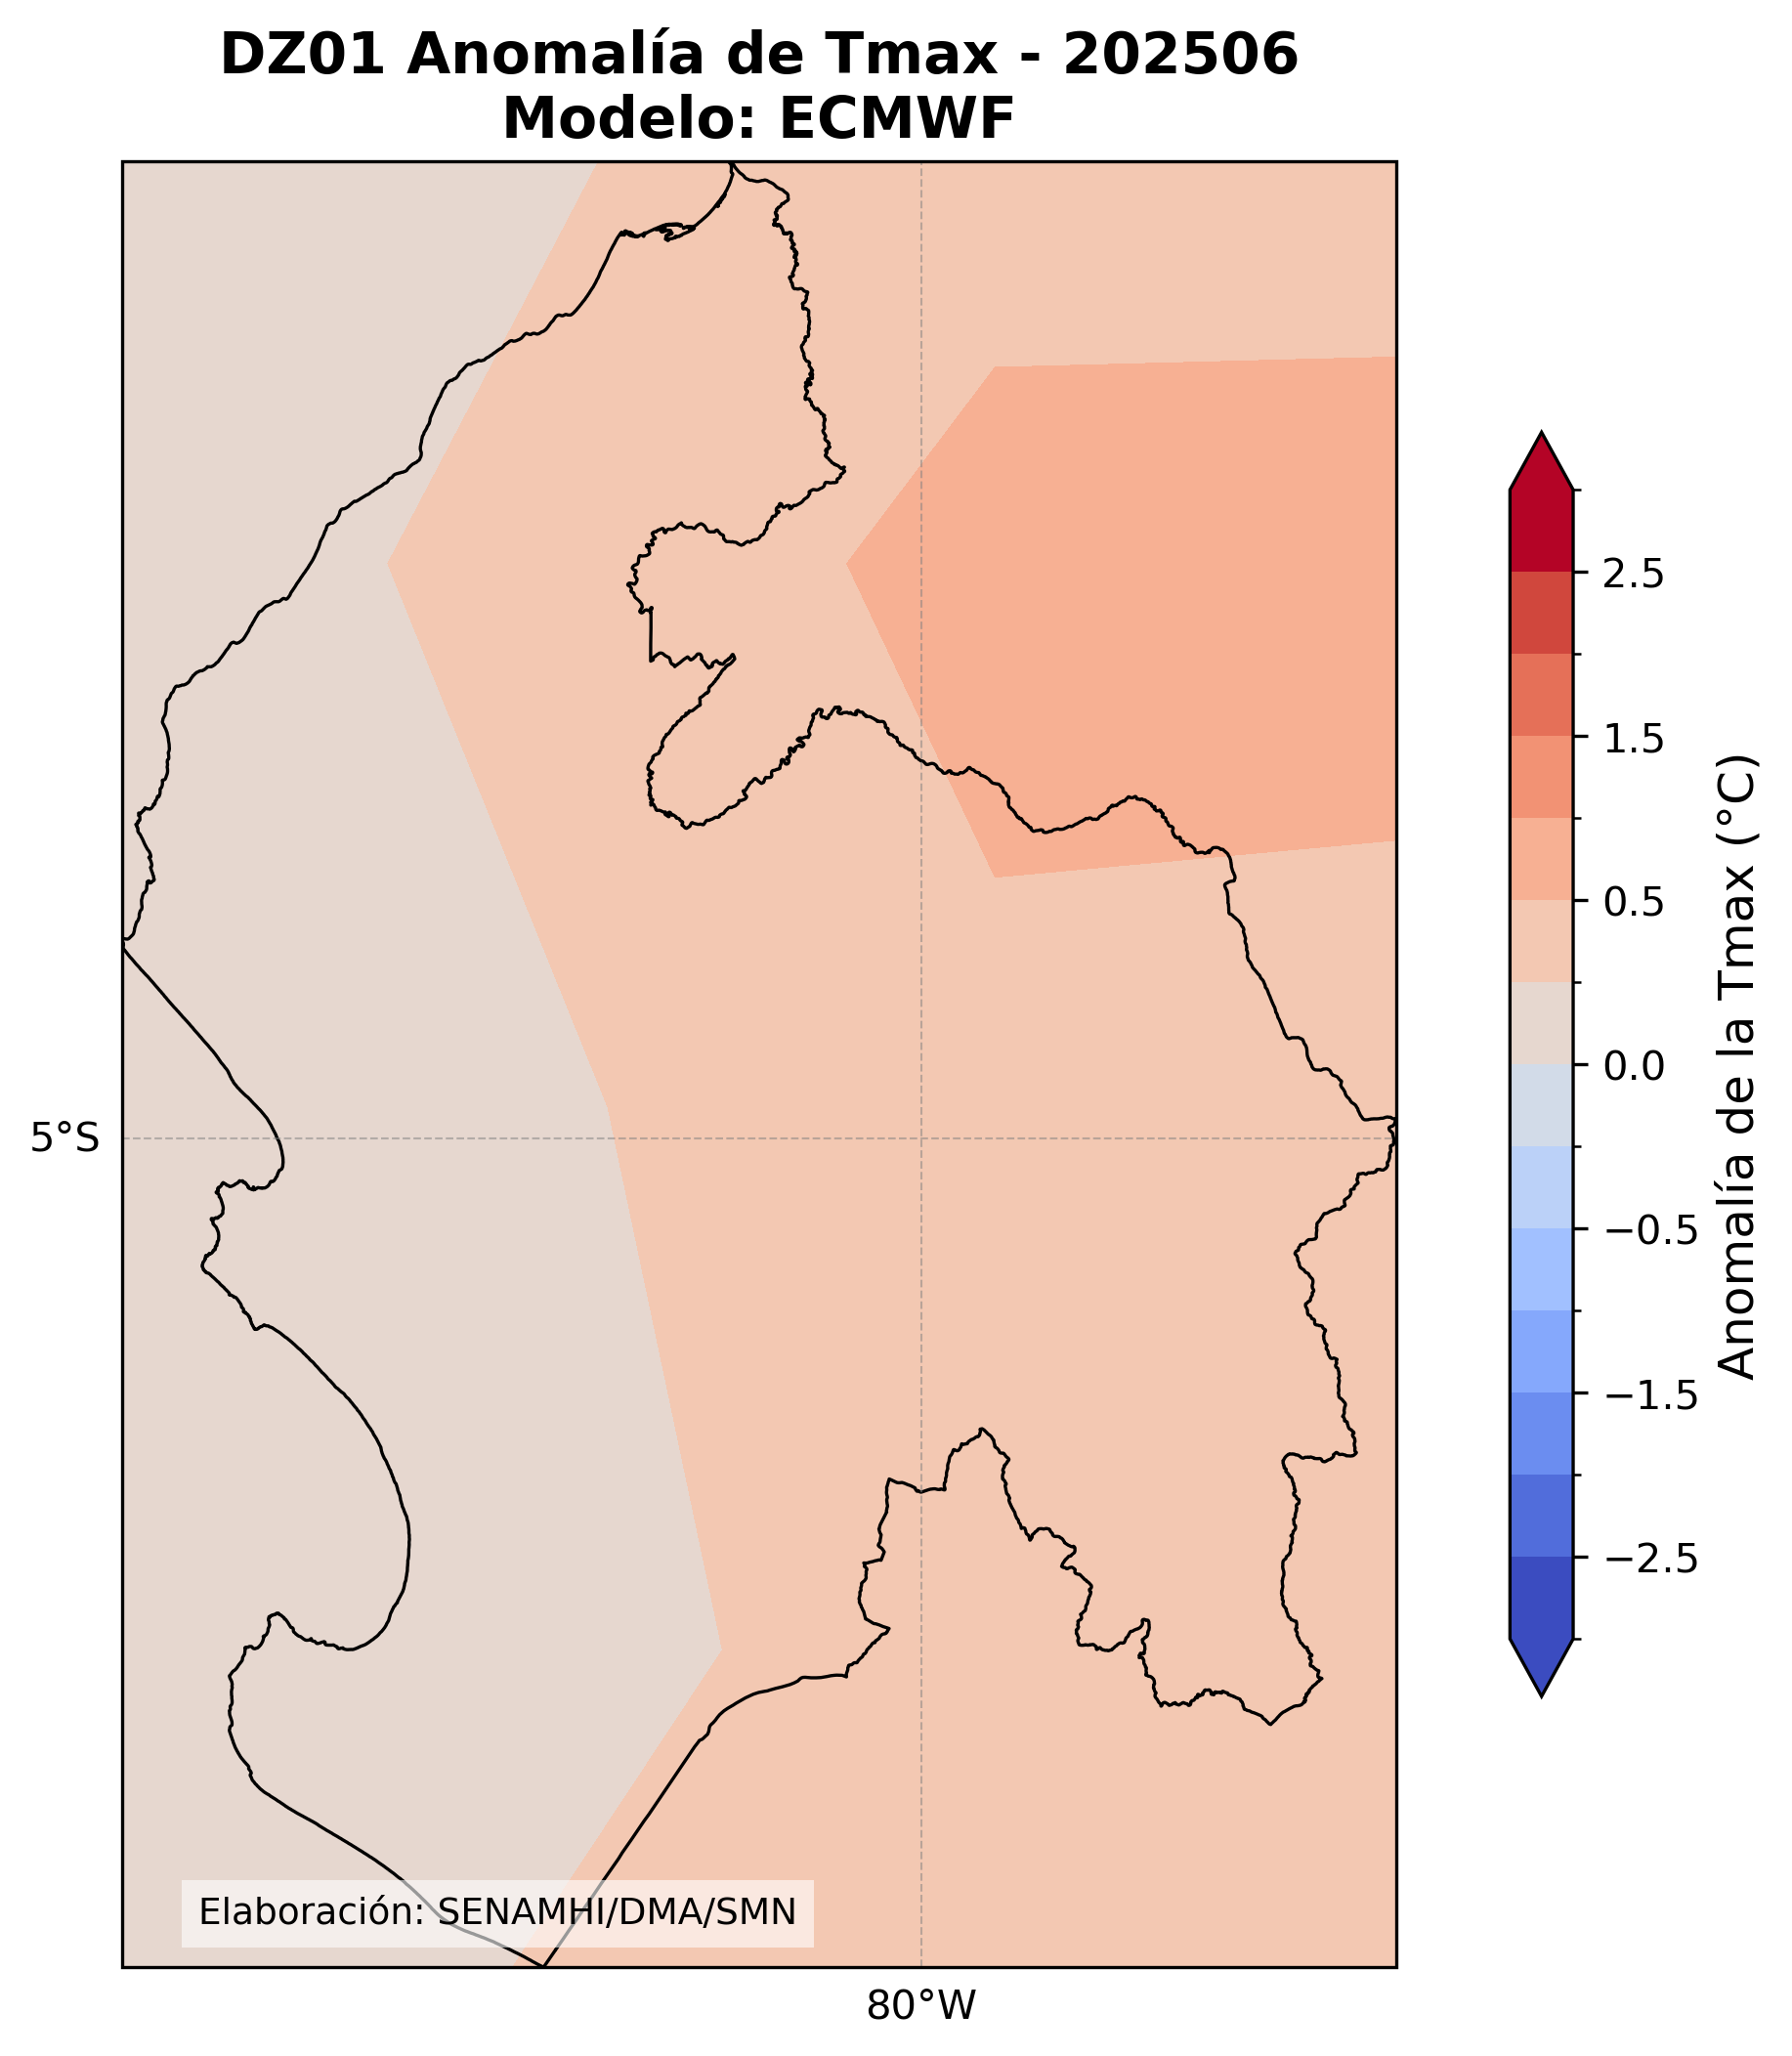 DZ01 Anomalía de Tmax - 202506
Modelo: ECMWF
2.5
1.5
0.5
0.0
−0.5
−1.5
−2.5
Anomalía de la Tmax (°C)
5°S
Elaboración: SENAMHI/DMA/SMN
80°W